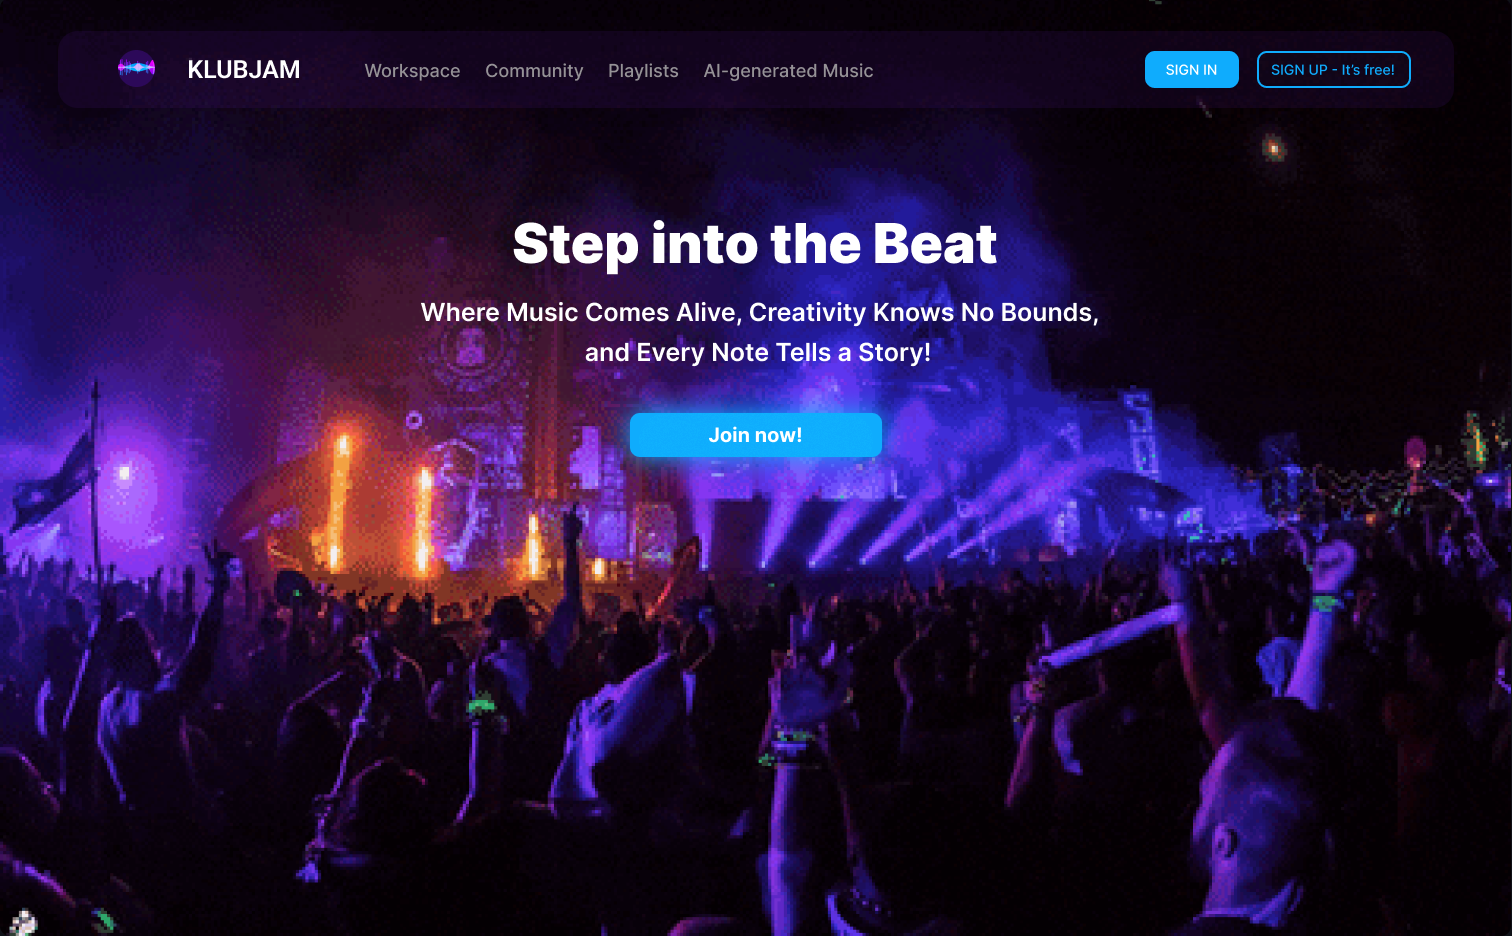 KLUBJAM
Workspace Community Playlists AI-generated Music
SIGN IN
SIGN UP - It's free!
Step into the Beat
Where Music Comes Alive, Creativity Knows No Bounds,
and Every Note Tells a Story!
Join now!